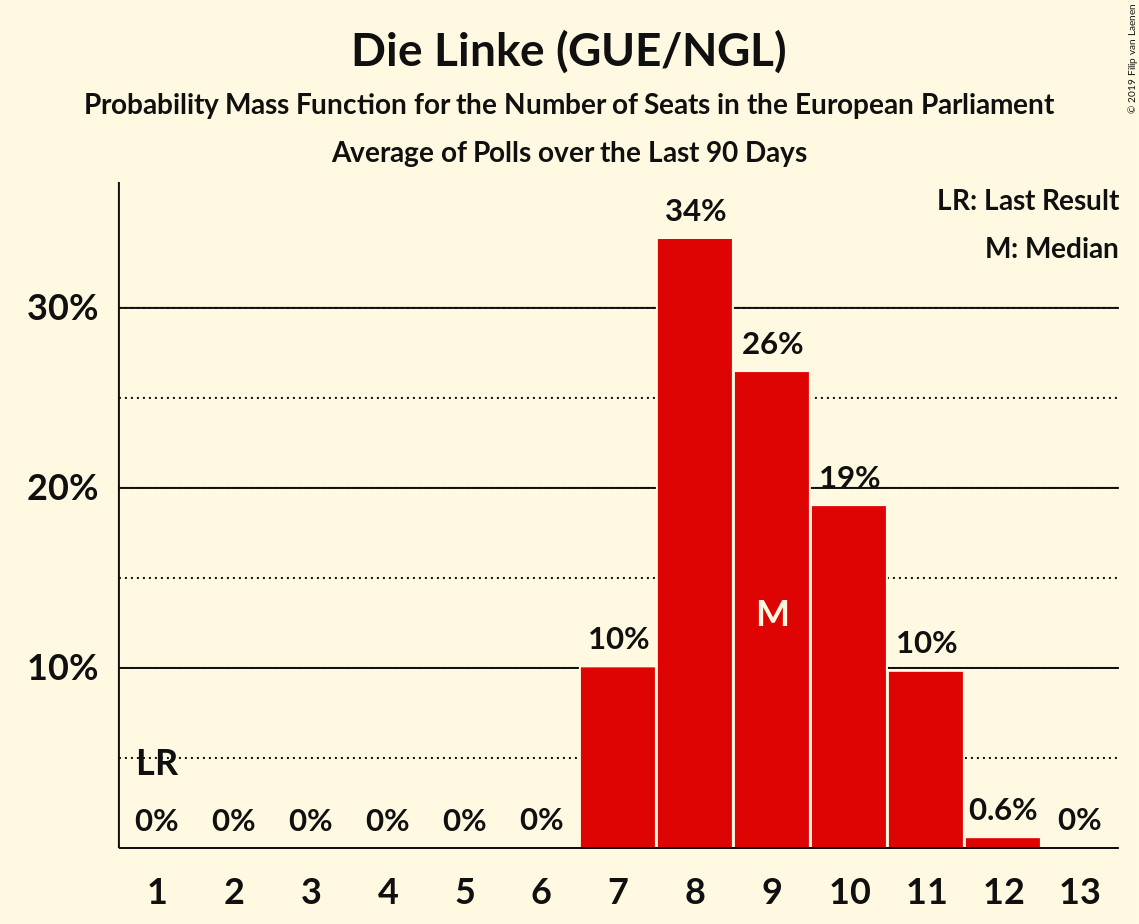 Die Linke (GUE/NGL)
Probability Mass Function for the Number of Seats in the European Parliament
Average of Polls over the Last 90 Days
© 2019 Filip van Laenen
LR: Last Result
M: Median
34%
30%
26%
20%
19%
M
10%
10%
10%
LR
0%
0%
0%
0%
0%
0%
0.6%
0%
1 2 3 4 5 6 7 8 9 10 11 12 13